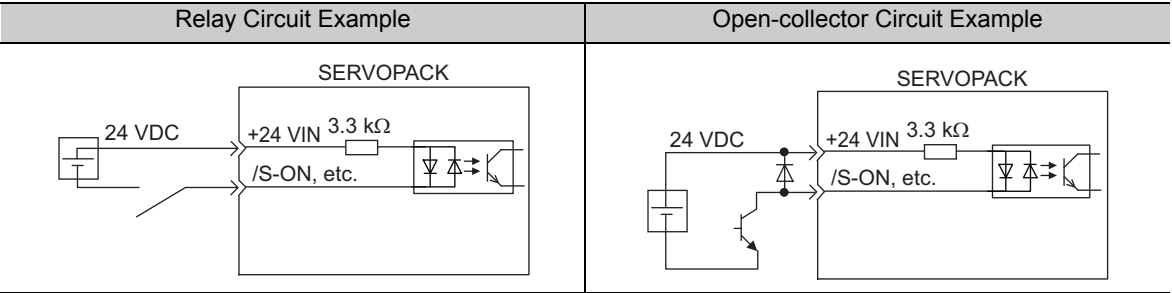 Relay Circuit Example
Open-collector Circuit Example
SERVOPACK
24 VDC
+24 VIN 3.3 kΩ
/S-ON, etc.
SERVOPACK
24 VDC
+24 VIN 3.3 kΩ
/S-ON, etc.